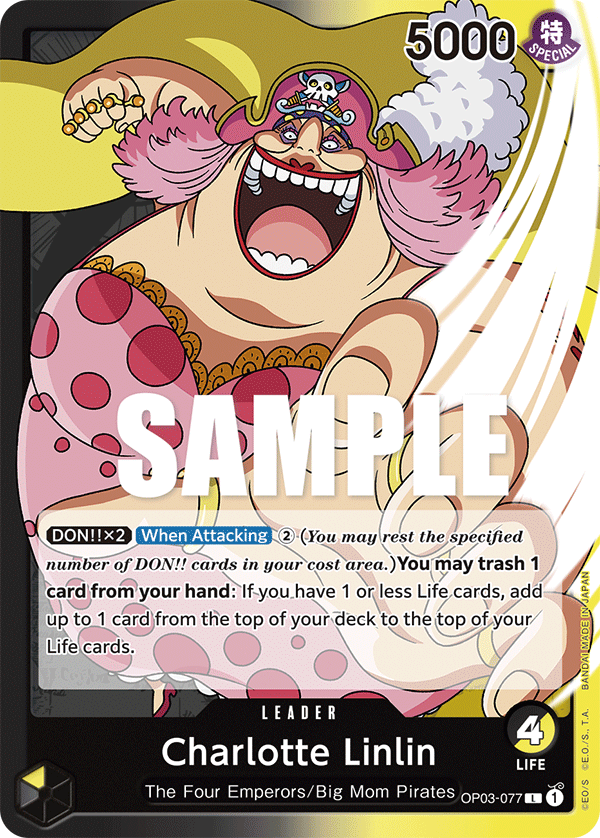 5000
特
SPECIAL
SAMPLE
DON!!×2 When Attacking ② (You may rest the specified
number of DON!! cards in your cost area.)You may trash 1
card from your hand: If you have 1 or less Life cards, add
up to 1 card from the top of your deck to the top of your
Life cards.
LEADER
4
LIFE
Charlotte Linlin
The Four Emperors/Big Mom Pirates
OP03-077 L 1
©E.O/S ©E.O./S., T.A. BANDAI MADE IN JAPAN